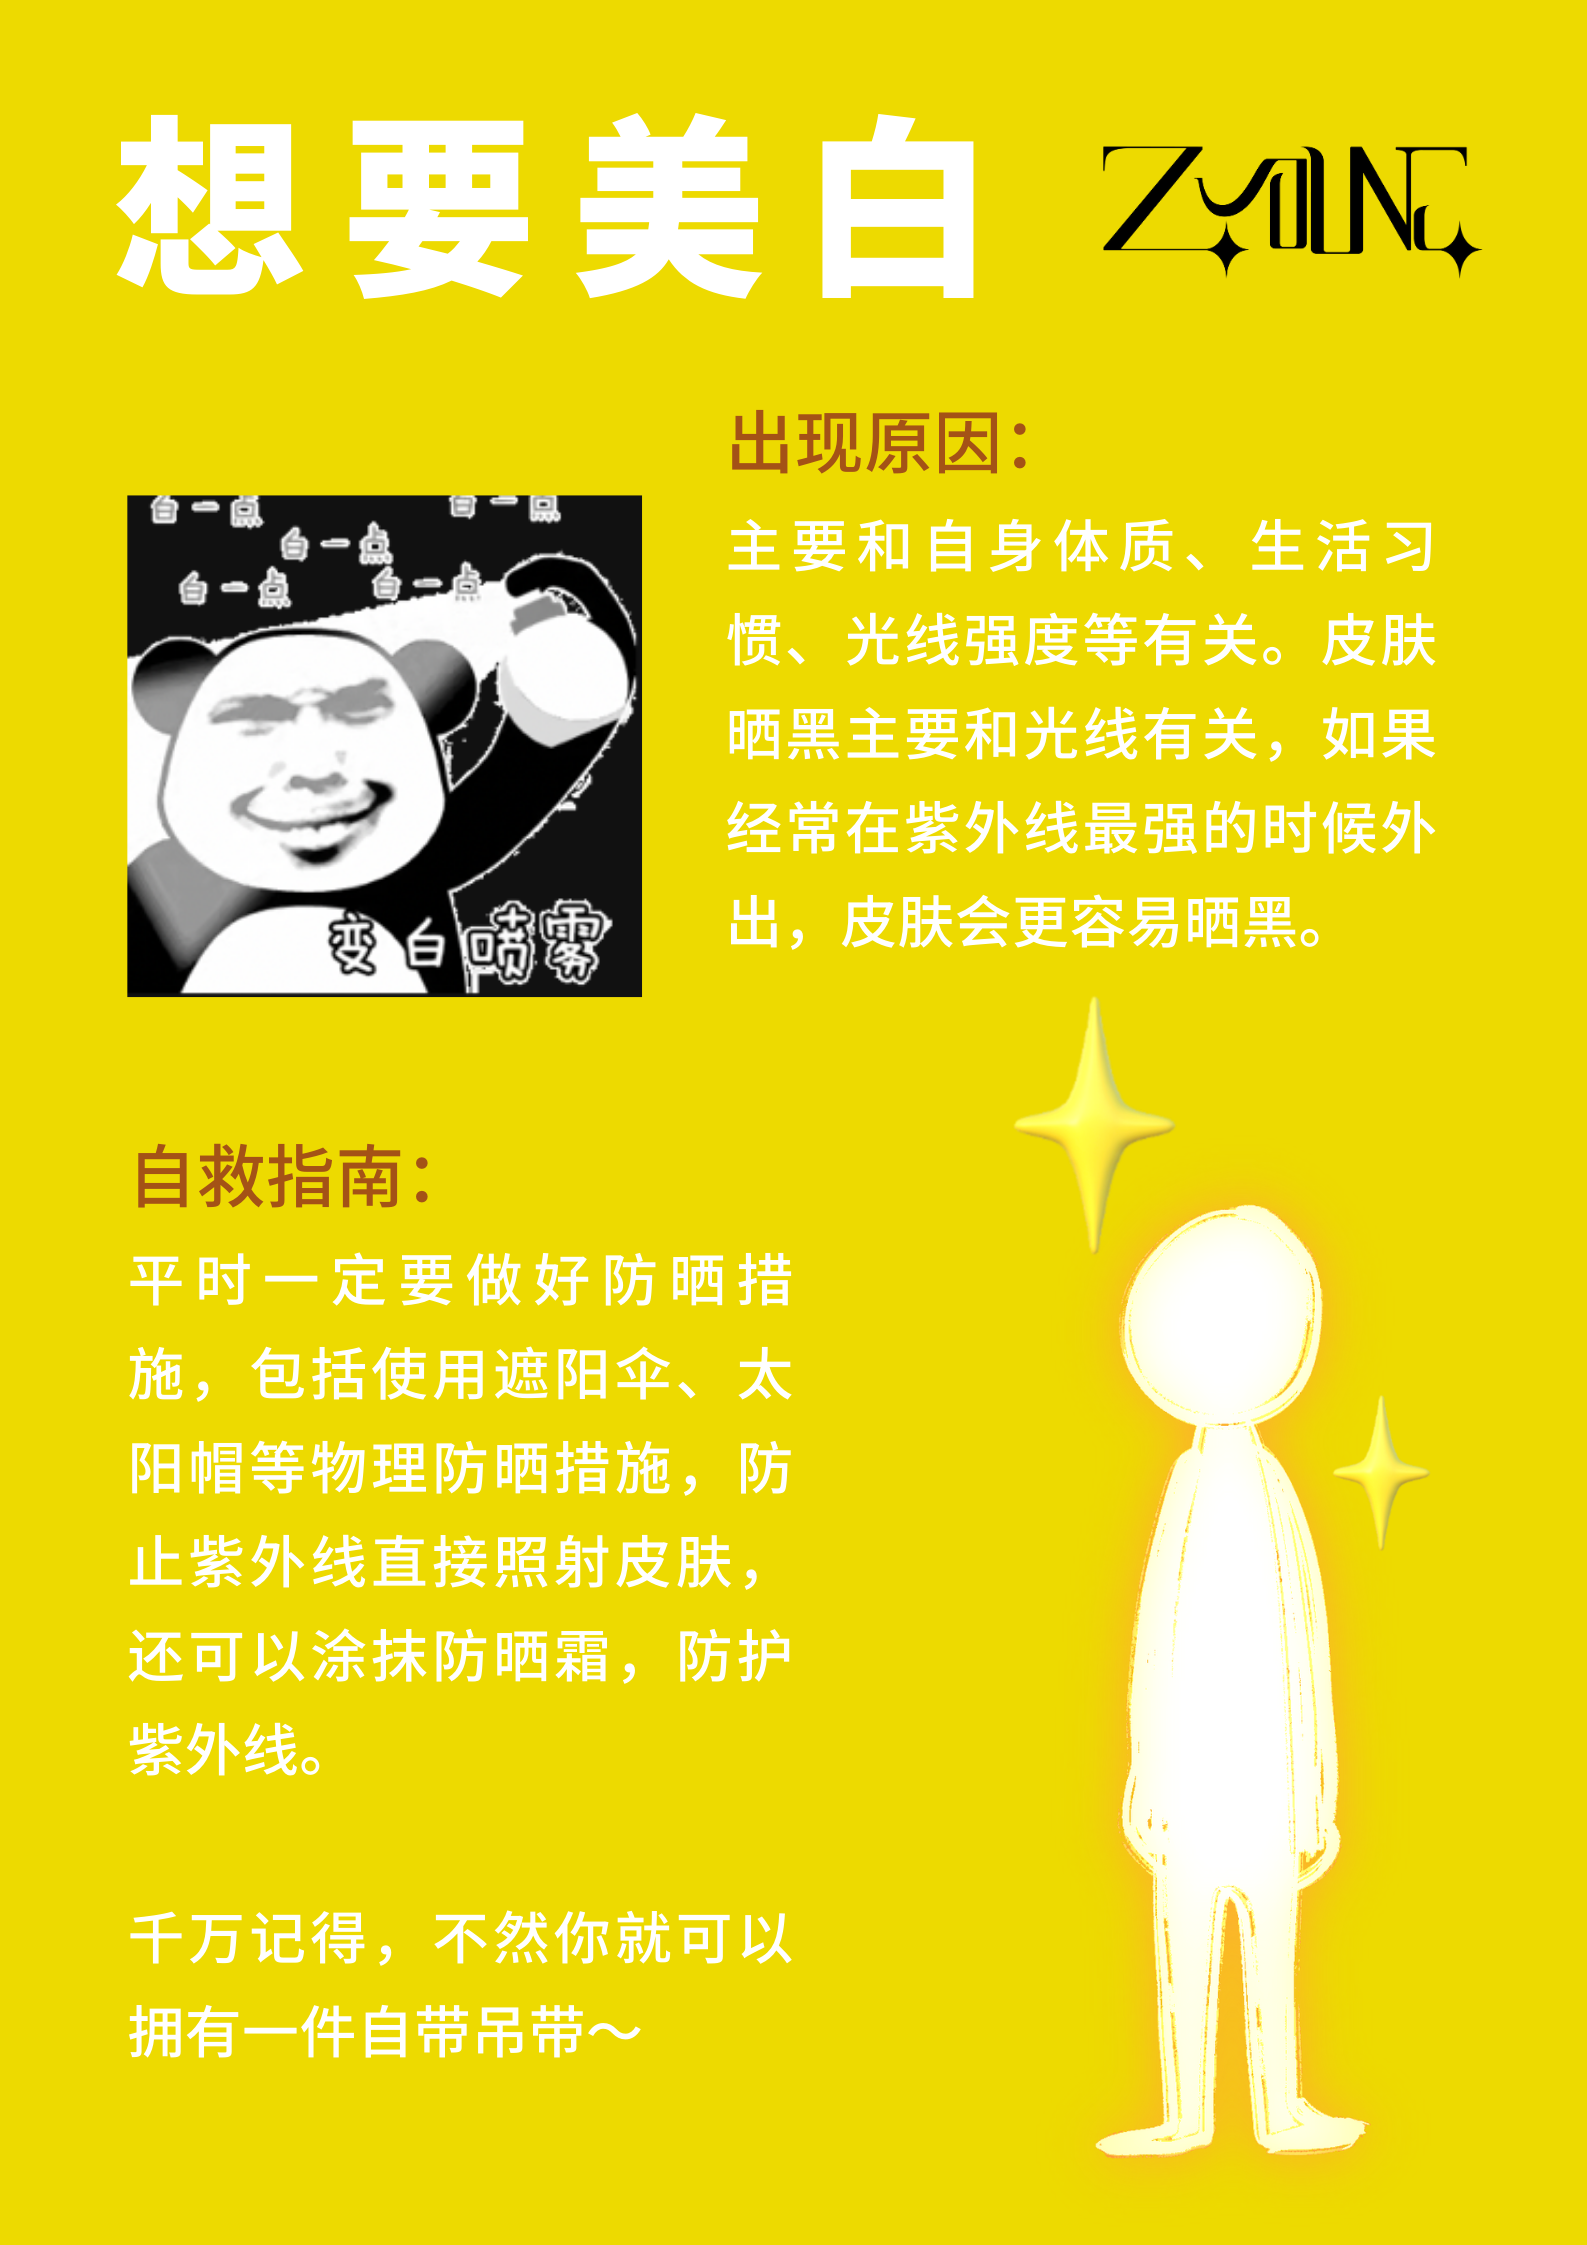 想要美白
ZYOUNG
出现原因：
主要和自身体质、生活习
惯、光线强度等有关。皮肤
晒黑主要和光线有关，如果
经常在紫外线最强的时候外
出，皮肤会更容易晒黑。
白一点
白一点
白一点
白一点
白一点
变白喷雾
自救指南：
平时一定要做好防晒措
施，包括使用遮阳伞、太
阳帽等物理防晒措施，防
止紫外线直接照射皮肤，
还可以涂抹防晒霜，防护
紫外线。
千万记得，不然你就可以
拥有一件自带吊带～